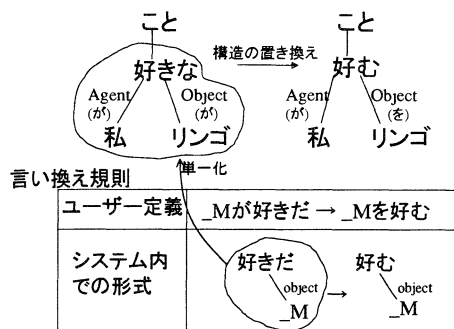 こと
こと
構造の置き換え
好きな
好む
Agent
(が)
Object
(が)
Agent
(が)
Object
(を)
私
リンゴ
私
リンゴ
単一化
言い換え規則
ユーザー定義
_Mが好きだ → _Mを好む
システム内
での形式
好きだ
object
_M
→
好む
object
_M